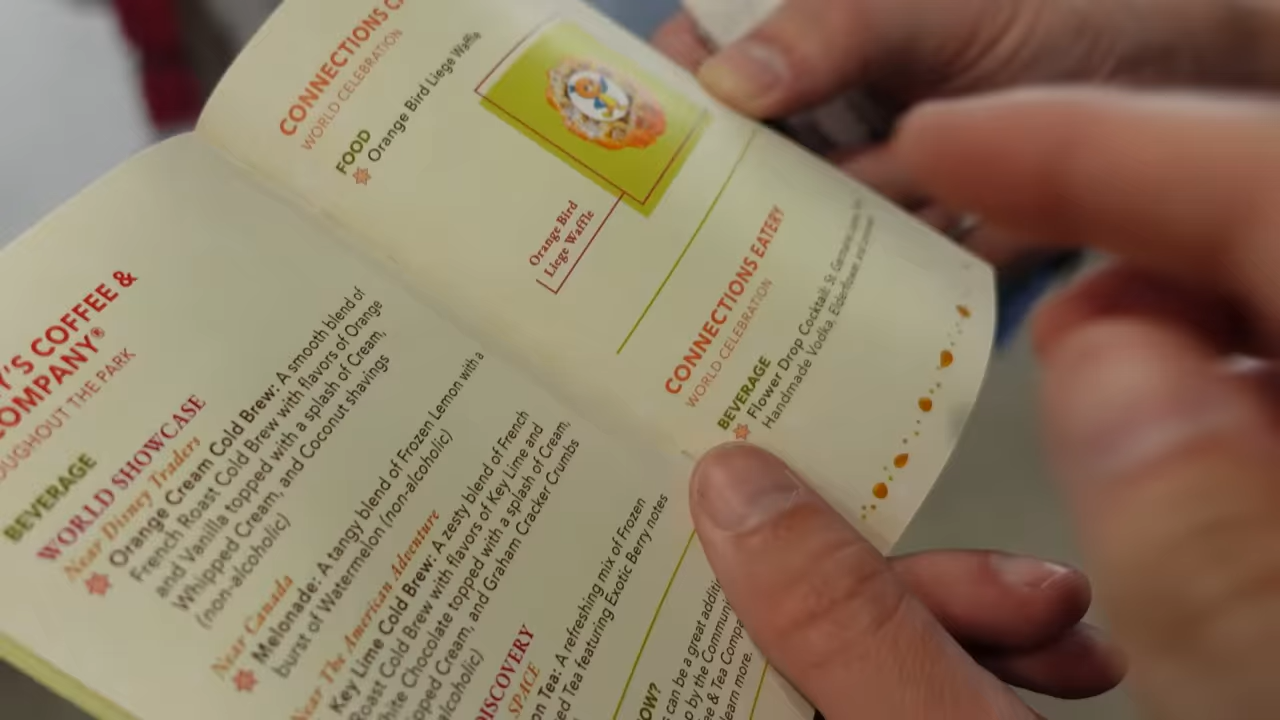 Y'S COFFEE &
COMPANY®
OUGHOUT THE PARK
BEVERAGE
WORLD SHOWCASE
Near Disney Traders
Orange Cream Cold Brew: A smooth blend of
French Roast Cold Brew with flavors of Orange
and Vanilla topped with a splash of Cream,
Whipped Cream, and Coconut shavings
(non-alcoholic)
Near Canada
Melonade: A tangy blend of Frozen Lemon with a
burst of Watermelon (non-alcoholic)
Near The American Adventure
Key Lime Cold Brew: A zesty blend of French
Roast Cold Brew with flavors of Key Lime and
hite Chocolate topped with a splash of Cream,
pped Cream, and Graham Cracker Crumbs
alcoholic)
DISCOVERY
SPACE
on Tea: A refreshing mix of Frozen
ed Tea featuring Exotic Berry notes
OW?
s can be a great additi
p by the Communi
ee & Tea Compa
learn more.
CONNECTIONS C
WORLD CELEBRATION
FOOD
Orange Bird Liege Waffle
Orange Bird
Liege Waffle
CONNECTIONS EATERY
WORLD CELEBRATION
BEVERAGE
Flower Drop Cocktail: St. Germain
Handmade Vodka, Elderflower